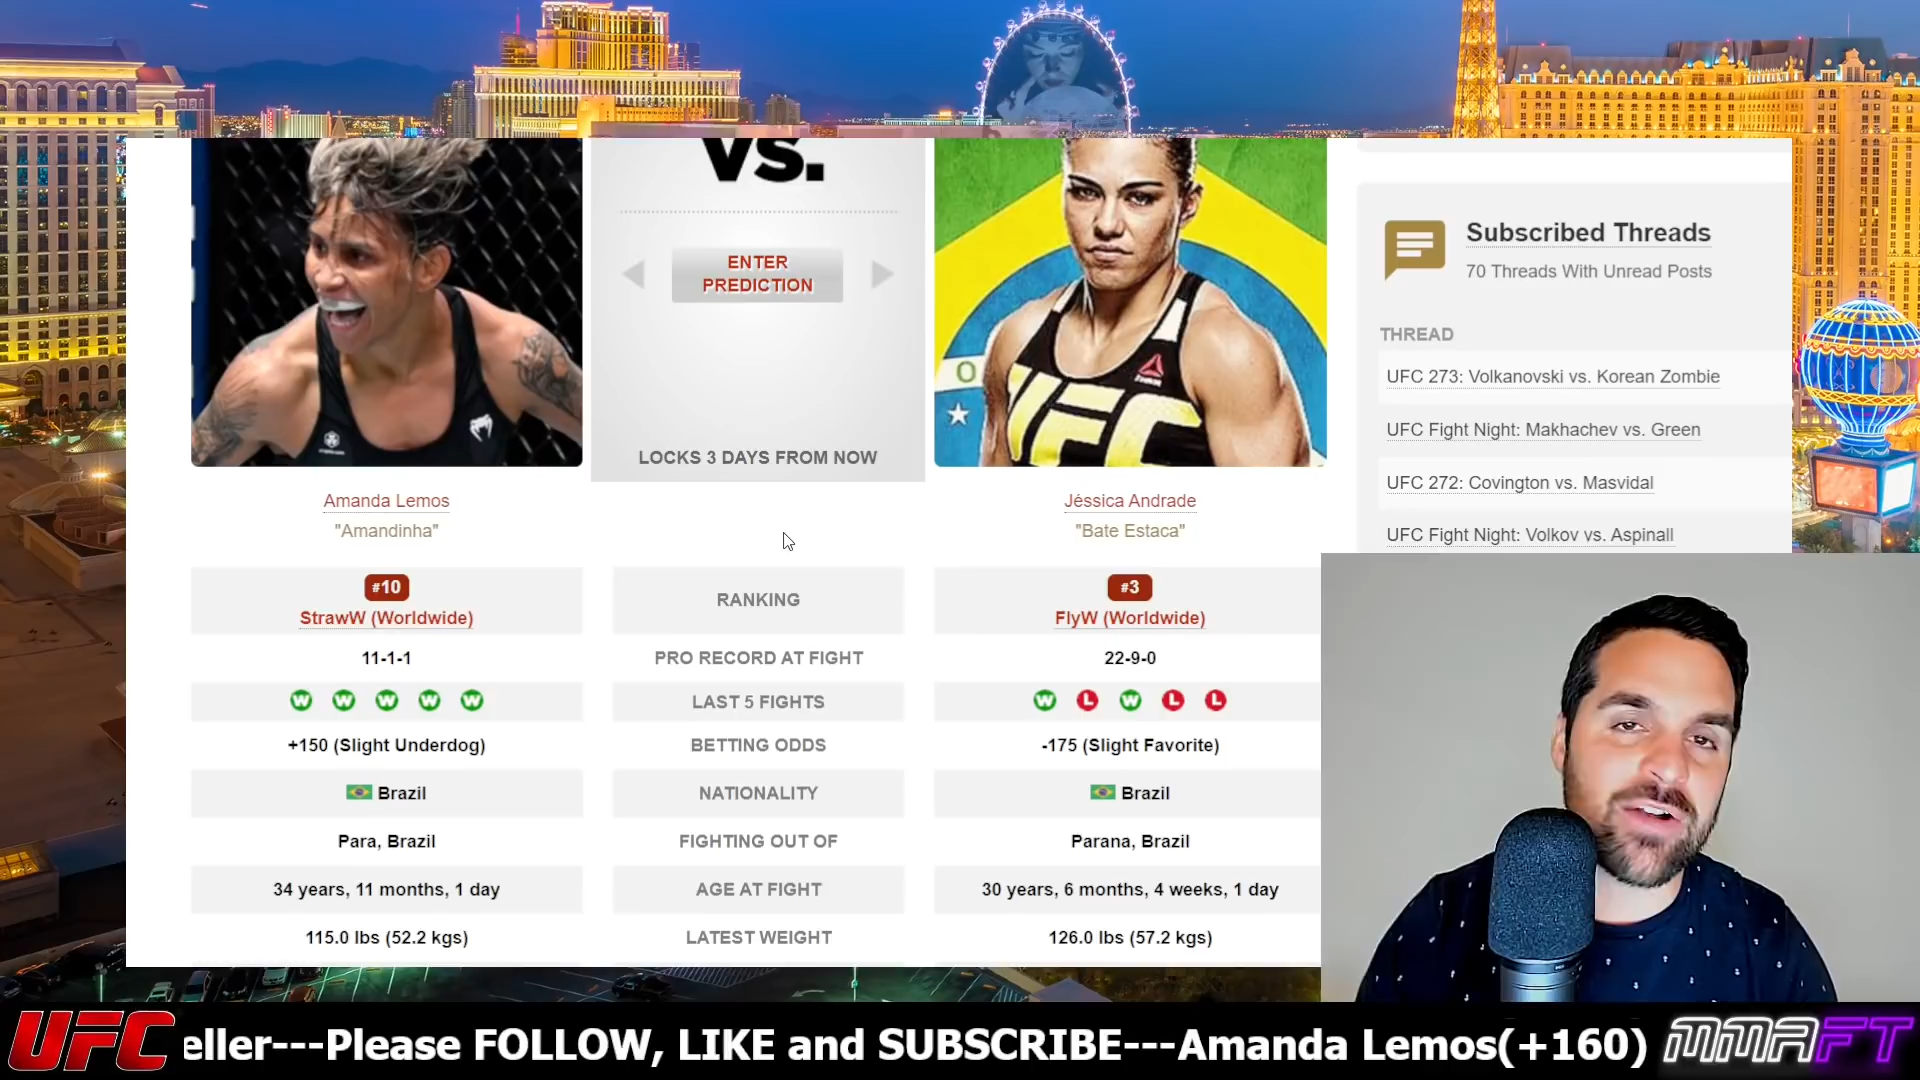 VS.
ENTER
PREDICTION
LOCKS 3 DAYS FROM NOW
Amanda Lemos
"Amandinha"
Jéssica Andrade
"Bate Estaca"
UFC
#10
StrawW (Worldwide)
RANKING
#3
FlyW (Worldwide)
11-1-1
PRO RECORD AT FIGHT
22-9-0
W W W W W
LAST 5 FIGHTS
W L W L L
+150 (Slight Underdog)
BETTING ODDS
-175 (Slight Favorite)
Brazil
NATIONALITY
Brazil
Para, Brazil
FIGHTING OUT OF
Parana, Brazil
34 years, 11 months, 1 day
AGE AT FIGHT
30 years, 6 months, 4 weeks, 1 day
115.0 lbs (52.2 kgs)
LATEST WEIGHT
126.0 lbs (57.2 kgs)
Subscribed Threads
70 Threads With Unread Posts
THREAD
UFC 273: Volkanovski vs. Korean Zombie
UFC Fight Night: Makhachev vs. Green
UFC 272: Covington vs. Masvidal
UFC Fight Night: Volkov vs. Aspinall
UFC
eller---Please FOLLOW, LIKE and SUBSCRIBE---Amanda Lemos(+160)
MMAFT